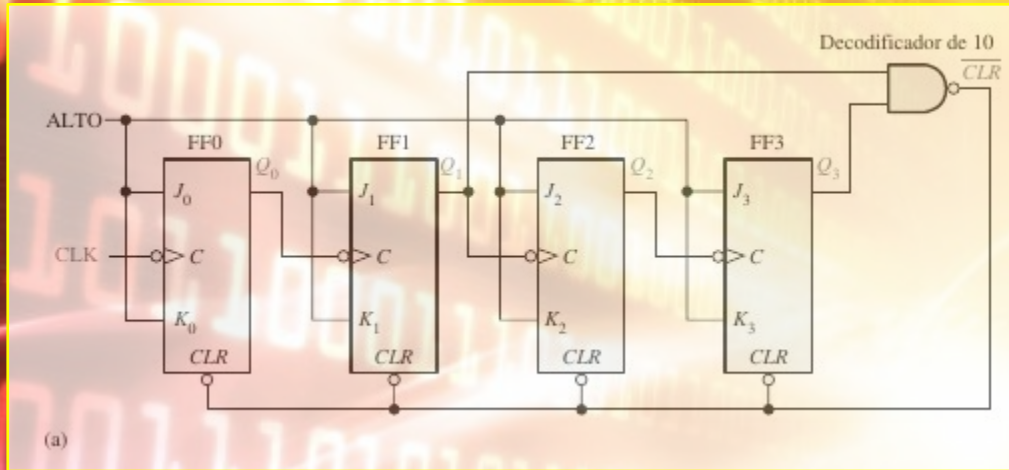 Decodificador de 10
CLR
ALTO
FF0 FF1 FF2 FF3
Q0 Q1 Q2 Q3
J0 J1 J2 J3
CLK C C C C
K0 K1 K2 K3
CLR CLR CLR CLR
(a)